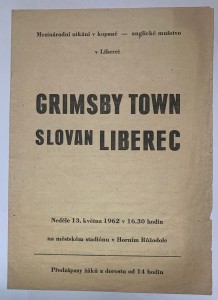 Mezinárodní utkání v kopané — anglické mužstvo
v Liberci
GRIMSBY TOWN
SLOVAN LIBEREC
Neděle 13. května 1962 v 16.30 hodin
na městském stadiónu v Horním Růžodole
Předzápasy žáků a dorostu od 14 hodin